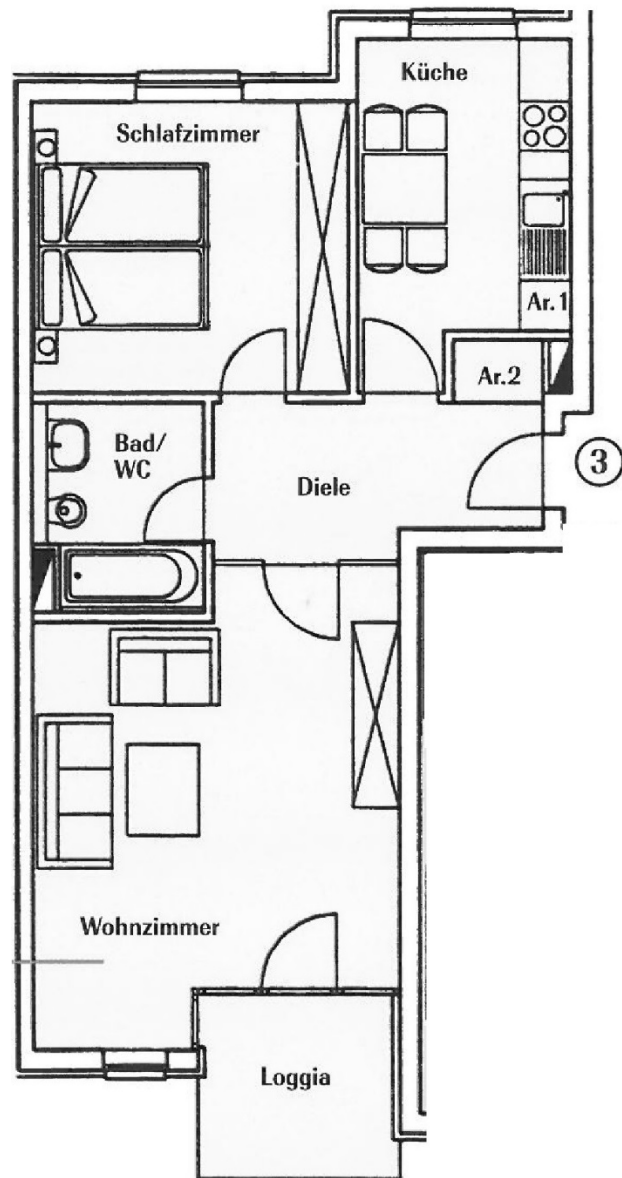 Küche
Schlafzimmer
Ar.1
Ar.2
Bad/
WC
3
Diele
Wohnzimmer
Loggia